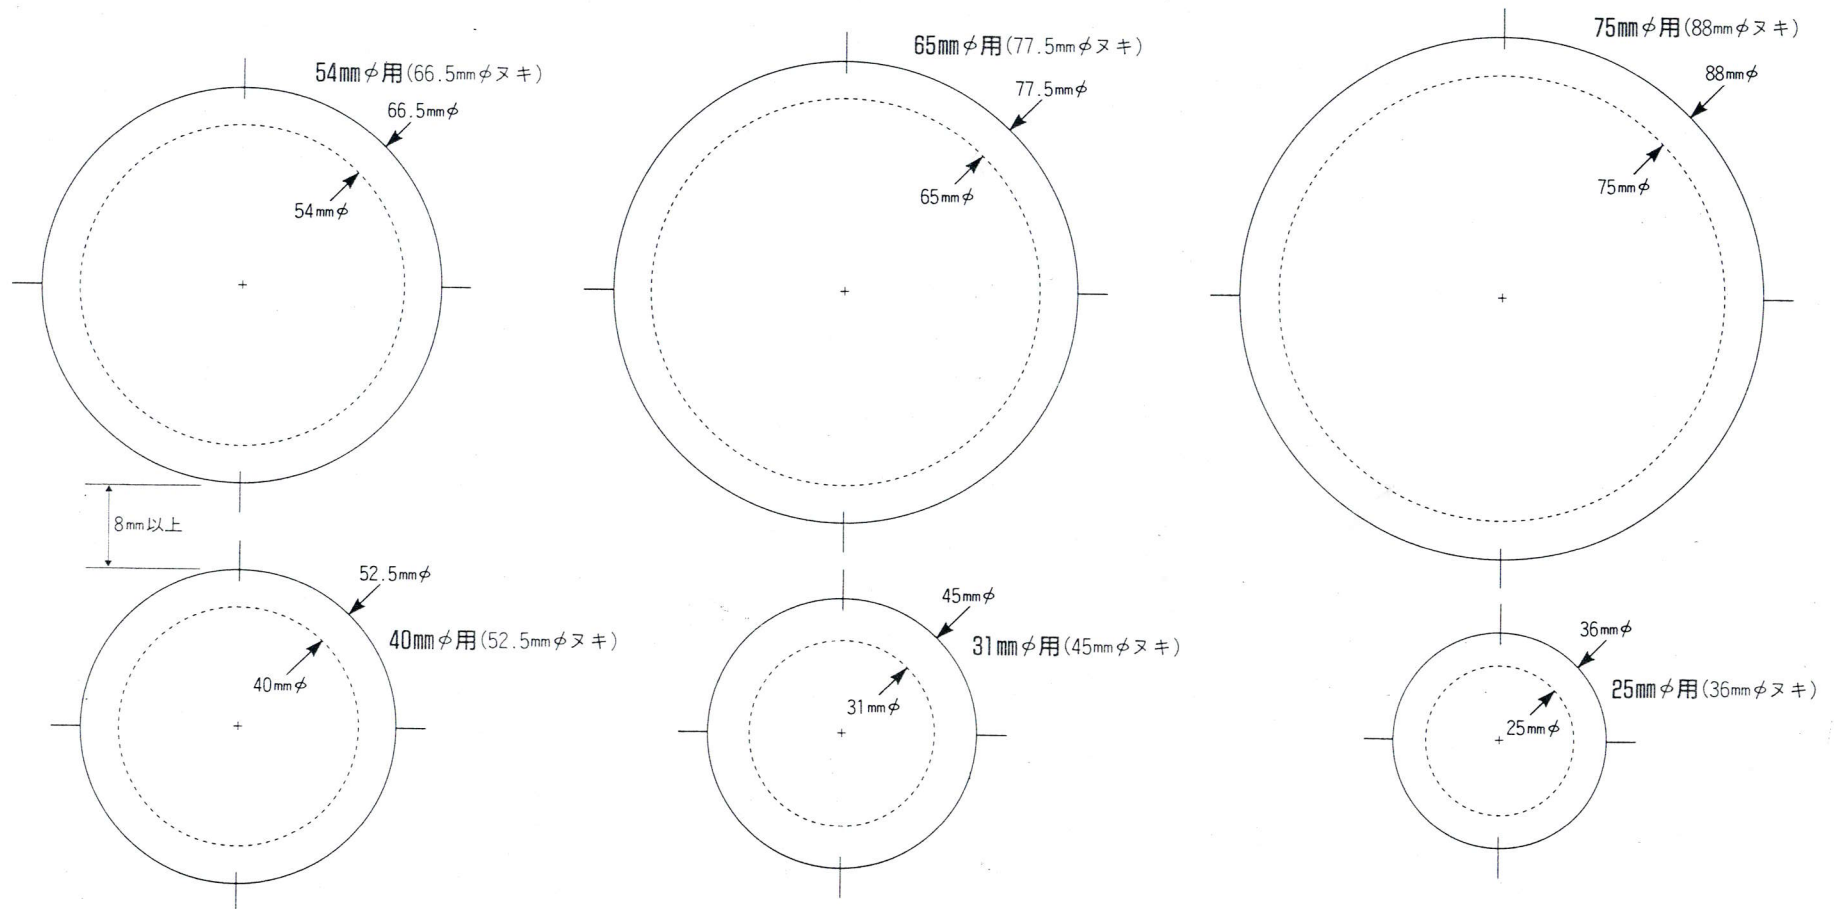 54mmφ用(66.5mmφヌキ)
66.5mmφ
54mmφ
65mmφ用(77.5mmφヌキ)
77.5mmφ
65mmφ
75mmφ用(88mmφヌキ)
88mmφ
75mmφ
8mm以上
52.5mmφ
40mmφ用(52.5mmφヌキ)
40mmφ
45mmφ
31mmφ用(45mmφヌキ)
31mmφ
36mmφ
25mmφ用(36mmφヌキ)
25mmφ